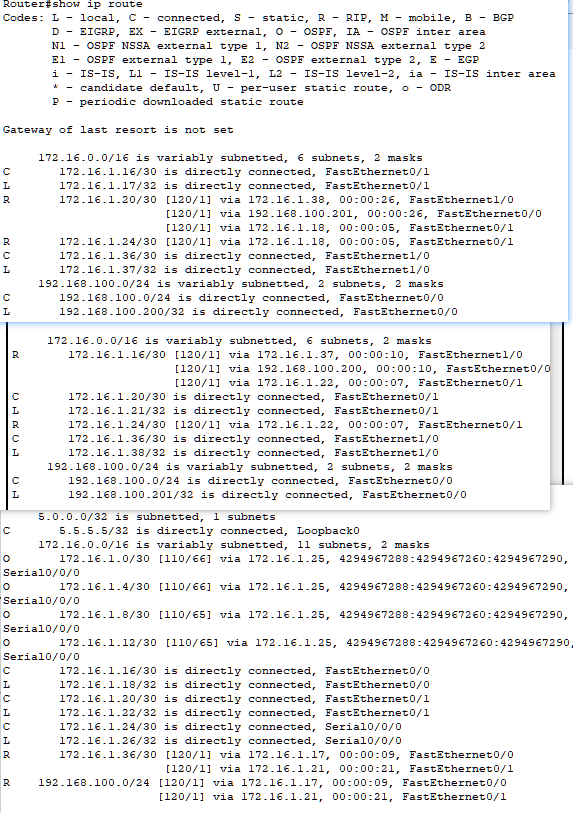 Router#show ip route
Codes: L - local, C - connected, S - static, R - RIP, M - mobile, B - BGP
D - EIGRP, EX - EIGRP external, O - OSPF, IA - OSPF inter area
N1 - OSPF NSSA external type 1, N2 - OSPF NSSA external type 2
E1 - OSPF external type 1, E2 - OSPF external type 2, E - EGP
i - IS-IS, L1 - IS-IS level-1, L2 - IS-IS level-2, ia - IS-IS inter area
* - candidate default, U - per-user static route, o - ODR
P - periodic downloaded static route
Gateway of last resort is not set
172.16.0.0/16 is variably subnetted, 6 subnets, 2 masks
C 172.16.1.16/30 is directly connected, FastEthernet0/1
L 172.16.1.17/32 is directly connected, FastEthernet0/1
R 172.16.1.20/30 [120/1] via 172.16.1.38, 00:00:26, FastEthernet1/0
[120/1] via 192.168.100.201, 00:00:26, FastEthernet0/0
[120/1] via 172.16.1.18, 00:00:05, FastEthernet0/1
R 172.16.1.24/30 [120/1] via 172.16.1.18, 00:00:05, FastEthernet0/1
C 172.16.1.36/30 is directly connected, FastEthernet1/0
L 172.16.1.37/32 is directly connected, FastEthernet1/0
192.168.100.0/24 is variably subnetted, 2 subnets, 2 masks
C 192.168.100.0/24 is directly connected, FastEthernet0/0
L 192.168.100.200/32 is directly connected, FastEthernet0/0
172.16.0.0/16 is variably subnetted, 6 subnets, 2 masks
R 172.16.1.16/30 [120/1] via 172.16.1.37, 00:00:10, FastEthernet1/0
[120/1] via 192.168.100.200, 00:00:10, FastEthernet0/0
[120/1] via 172.16.1.22, 00:00:07, FastEthernet0/1
C 172.16.1.20/30 is directly connected, FastEthernet0/1
L 172.16.1.21/32 is directly connected, FastEthernet0/1
R 172.16.1.24/30 [120/1] via 172.16.1.22, 00:00:07, FastEthernet0/1
C 172.16.1.36/30 is directly connected, FastEthernet1/0
L 172.16.1.38/32 is directly connected, FastEthernet1/0
192.168.100.0/24 is variably subnetted, 2 subnets, 2 masks
C 192.168.100.0/24 is directly connected, FastEthernet0/0
L 192.168.100.201/32 is directly connected, FastEthernet0/0
5.0.0.0/32 is subnetted, 1 subnets
C 5.5.5.5/32 is directly connected, Loopback0
172.16.0.0/16 is variably subnetted, 11 subnets, 2 masks
O 172.16.1.0/30 [110/66] via 172.16.1.25, 4294967288:4294967260:4294967290,
Serial0/0/0
O 172.16.1.4/30 [110/66] via 172.16.1.25, 4294967288:4294967260:4294967290,
Serial0/0/0
O 172.16.1.8/30 [110/65] via 172.16.1.25, 4294967288:4294967260:4294967290,
Serial0/0/0
O 172.16.1.12/30 [110/65] via 172.16.1.25, 4294967288:4294967260:4294967290,
Serial0/0/0
C 172.16.1.16/30 is directly connected, FastEthernet0/0
L 172.16.1.18/32 is directly connected, FastEthernet0/0
C 172.16.1.20/30 is directly connected, FastEthernet0/1
L 172.16.1.22/32 is directly connected, FastEthernet0/1
C 172.16.1.24/30 is directly connected, Serial0/0/0
L 172.16.1.26/32 is directly connected, Serial0/0/0
R 172.16.1.36/30 [120/1] via 172.16.1.17, 00:00:09, FastEthernet0/0
[120/1] via 172.16.1.21, 00:00:21, FastEthernet0/1
R 192.168.100.0/24 [120/1] via 172.16.1.17, 00:00:09, FastEthernet0/0
[120/1] via 172.16.1.21, 00:00:21, FastEthernet0/1